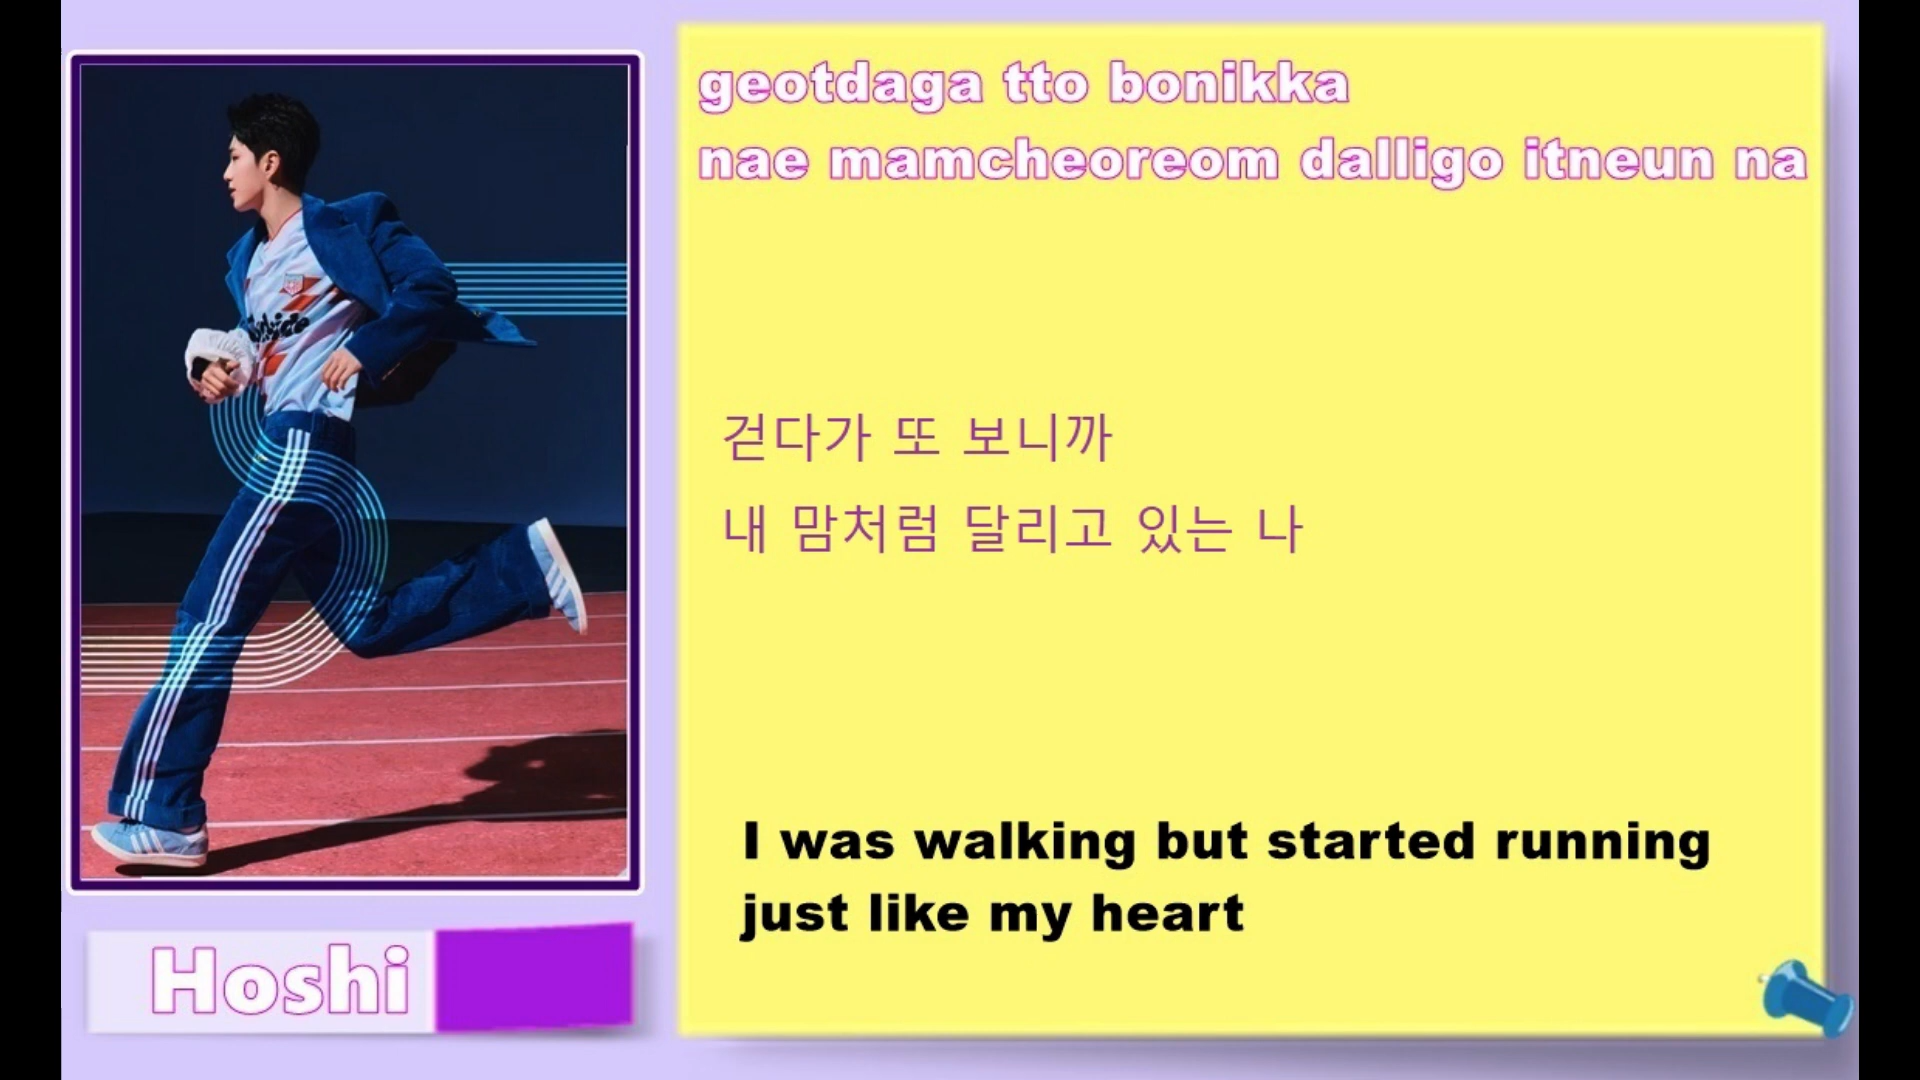 geotdaga tto bonikka
nae mamcheoreom dalligo itneun na
걷다가 또 보니까
내 맘처럼 달리고 있는 나
I was walking but started running
just like my heart
Hoshi